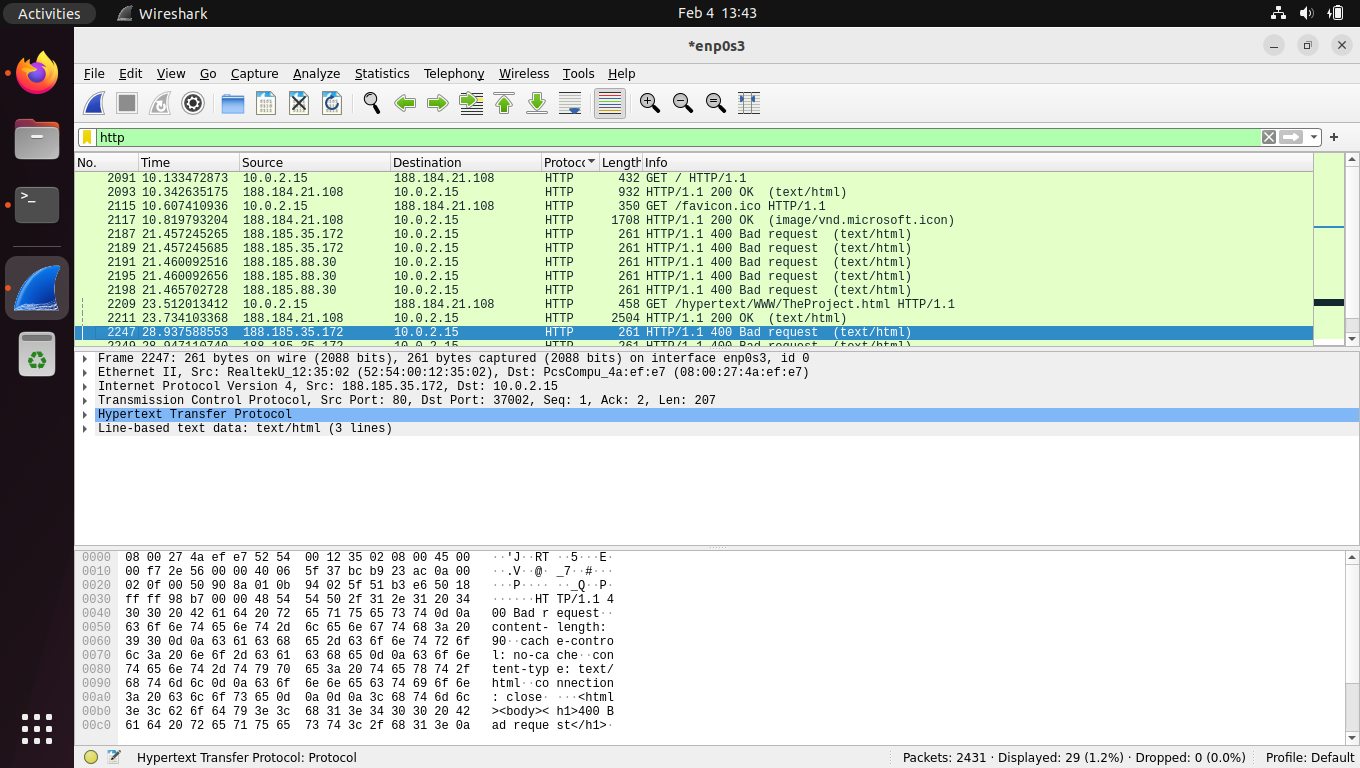 Activities Wireshark Feb 4 13:43
*enp0s3
File Edit View Go Capture Analyze Statistics Telephony Wireless Tools Help
http
No. Time Source Destination Protoc Length Info
2091 10.133472873 10.0.2.15 188.184.21.108 HTTP 432 GET / HTTP/1.1
2093 10.342635175 188.184.21.108 10.0.2.15 HTTP 932 HTTP/1.1 200 OK (text/html)
2115 10.607410936 10.0.2.15 188.184.21.108 HTTP 350 GET /favicon.ico HTTP/1.1
2117 10.819793204 188.184.21.108 10.0.2.15 HTTP 1708 HTTP/1.1 200 OK (image/vnd.microsoft.icon)
2187 21.457245265 188.185.35.172 10.0.2.15 HTTP 261 HTTP/1.1 400 Bad request (text/html)
2189 21.457245685 188.185.35.172 10.0.2.15 HTTP 261 HTTP/1.1 400 Bad request (text/html)
2191 21.460092516 188.185.88.30 10.0.2.15 HTTP 261 HTTP/1.1 400 Bad request (text/html)
2195 21.460092656 188.185.88.30 10.0.2.15 HTTP 261 HTTP/1.1 400 Bad request (text/html)
2198 21.465702728 188.185.88.30 10.0.2.15 HTTP 261 HTTP/1.1 400 Bad request (text/html)
2209 23.512013412 10.0.2.15 188.184.21.108 HTTP 458 GET /hypertext/WWW/TheProject.html HTTP/1.1
2211 23.734103368 188.184.21.108 10.0.2.15 HTTP 2504 HTTP/1.1 200 OK (text/html)
2247 28.937588553 188.185.35.172 10.0.2.15 HTTP 261 HTTP/1.1 400 Bad request (text/html)
2249 28.947110740 188.185.35.172 10.0.2.15 HTTP 261 HTTP/1.1 400 Bad request (text/html)
Frame 2247: 261 bytes on wire (2088 bits), 261 bytes captured (2088 bits) on interface enp0s3, id 0
Ethernet II, Src: RealtekU_12:35:02 (52:54:00:12:35:02), Dst: PcsCompu_4a:ef:e7 (08:00:27:4a:ef:e7)
Internet Protocol Version 4, Src: 188.185.35.172, Dst: 10.0.2.15
Transmission Control Protocol, Src Port: 80, Dst Port: 37002, Seq: 1, Ack: 2, Len: 207
Hypertext Transfer Protocol
Line-based text data: text/html (3 lines)
0000 08 00 27 4a ef e7 52 54 00 12 35 02 08 00 45 00 ··'J··RT ··5···E·
0010 00 f7 2e 56 00 00 40 06 5f 37 bc b9 23 ac 0a 00 ··.V··@· _7··#···
0020 02 0f 00 50 90 8a 01 0b 94 02 5f 51 b3 e6 50 18 ···P···· ··_Q··P·
0030 ff ff 98 b7 00 00 48 54 54 50 2f 31 2e 31 20 34 ······HT TP/1.1 4
0040 30 30 20 42 61 64 20 72 65 71 75 65 73 74 0d 0a 00 Bad r equest··
0050 63 6f 6e 74 65 6e 74 2d 6c 65 6e 67 74 68 3a 20 content- length:
0060 39 30 0d 0a 63 61 63 68 65 2d 63 6f 6e 74 72 6f 90··cach e-contro
0070 6c 3a 20 6e 6f 2d 63 61 63 68 65 0d 0a 63 6f 6e l: no-ca che··con
0080 74 65 6e 74 2d 74 79 70 65 3a 20 74 65 78 74 2f tent-typ e: text/
0090 68 74 6d 6c 0d 0a 63 6f 6e 6e 65 63 74 69 6f 6e html··co nnection
00a0 3a 20 63 6c 6f 73 65 0d 0a 0d 0a 3c 68 74 6d 6c : close· ···<html
00b0 3e 3c 62 6f 64 79 3e 3c 68 31 3e 34 30 30 20 42 ><body>< h1>400 B
00c0 61 64 20 72 65 71 75 65 73 74 3c 2f 68 31 3e 0a ad reque st</h1>·
Hypertext Transfer Protocol: Protocol Packets: 2431 · Displayed: 29 (1.2%) · Dropped: 0 (0.0%) Profile: Default